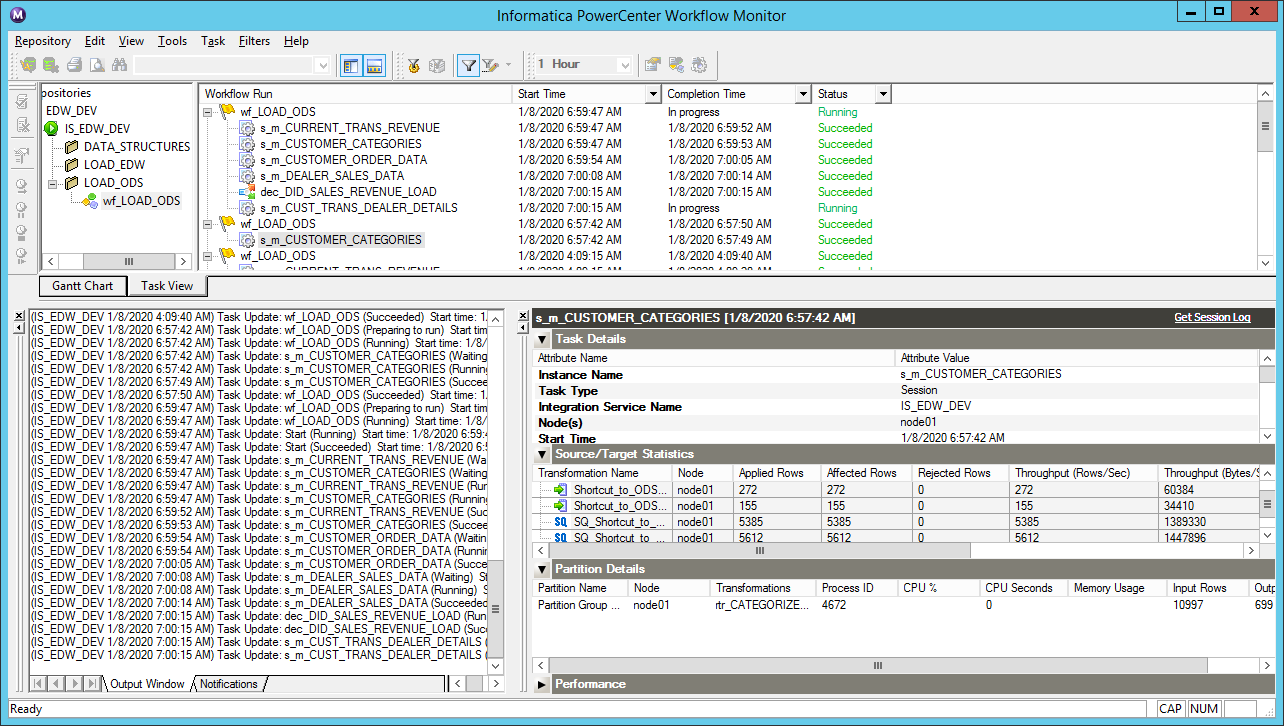 Informatica PowerCenter Workflow Monitor
Repository Edit View Tools Task Filters Help
1 Hour
positories
EDW_DEV
IS_EDW_DEV
DATA_STRUCTURES
LOAD_EDW
LOAD_ODS
wf_LOAD_ODS
Workflow Run Start Time Completion Time Status
wf_LOAD_ODS 1/8/2020 6:59:47 AM In progress Running
s_m_CURRENT_TRANS_REVENUE 1/8/2020 6:59:47 AM 1/8/2020 6:59:52 AM Succeeded
s_m_CUSTOMER_CATEGORIES 1/8/2020 6:59:47 AM 1/8/2020 6:59:53 AM Succeeded
s_m_CUSTOMER_ORDER_DATA 1/8/2020 6:59:54 AM 1/8/2020 7:00:05 AM Succeeded
s_m_DEALER_SALES_DATA 1/8/2020 7:00:08 AM 1/8/2020 7:00:14 AM Succeeded
dec_DID_SALES_REVENUE_LOAD 1/8/2020 7:00:15 AM 1/8/2020 7:00:15 AM Succeeded
s_m_CUST_TRANS_DEALER_DETAILS 1/8/2020 7:00:15 AM In progress Running
wf_LOAD_ODS 1/8/2020 6:57:42 AM 1/8/2020 6:57:50 AM Succeeded
s_m_CUSTOMER_CATEGORIES 1/8/2020 6:57:42 AM 1/8/2020 6:57:49 AM Succeeded
wf_LOAD_ODS 1/8/2020 4:09:15 AM 1/8/2020 4:09:40 AM Succeeded
Gantt Chart Task View
(IS_EDW_DEV 1/8/2020 4:09:40 AM) Task Update: wf_LOAD_ODS (Succeeded) Start time: 1/
(IS_EDW_DEV 1/8/2020 6:57:42 AM) Task Update: wf_LOAD_ODS (Preparing to run) Start tim
(IS_EDW_DEV 1/8/2020 6:57:42 AM) Task Update: wf_LOAD_ODS (Running) Start time: 1/8/
(IS_EDW_DEV 1/8/2020 6:57:42 AM) Task Update: s_m_CUSTOMER_CATEGORIES (Waiting
(IS_EDW_DEV 1/8/2020 6:57:42 AM) Task Update: s_m_CUSTOMER_CATEGORIES (Runnin
(IS_EDW_DEV 1/8/2020 6:57:49 AM) Task Update: s_m_CUSTOMER_CATEGORIES (Succee
(IS_EDW_DEV 1/8/2020 6:57:50 AM) Task Update: wf_LOAD_ODS (Succeeded) Start time: 1/
(IS_EDW_DEV 1/8/2020 6:59:47 AM) Task Update: wf_LOAD_ODS (Preparing to run) Start tim
(IS_EDW_DEV 1/8/2020 6:59:47 AM) Task Update: wf_LOAD_ODS (Running) Start time: 1/8/
(IS_EDW_DEV 1/8/2020 6:59:47 AM) Task Update: Start (Running) Start time: 1/8/2020 6:59:4
(IS_EDW_DEV 1/8/2020 6:59:47 AM) Task Update: Start (Succeeded) Start time: 1/8/2020 6:5
(IS_EDW_DEV 1/8/2020 6:59:47 AM) Task Update: s_m_CURRENT_TRANS_REVENUE (Wa
(IS_EDW_DEV 1/8/2020 6:59:47 AM) Task Update: s_m_CUSTOMER_CATEGORIES (Waiting
(IS_EDW_DEV 1/8/2020 6:59:47 AM) Task Update: s_m_CURRENT_TRANS_REVENUE (Run
(IS_EDW_DEV 1/8/2020 6:59:47 AM) Task Update: s_m_CUSTOMER_CATEGORIES (Runnin
(IS_EDW_DEV 1/8/2020 6:59:52 AM) Task Update: s_m_CURRENT_TRANS_REVENUE (Suc
(IS_EDW_DEV 1/8/2020 6:59:53 AM) Task Update: s_m_CUSTOMER_CATEGORIES (Succee
(IS_EDW_DEV 1/8/2020 6:59:54 AM) Task Update: s_m_CUSTOMER_ORDER_DATA (Waitin
(IS_EDW_DEV 1/8/2020 6:59:54 AM) Task Update: s_m_CUSTOMER_ORDER_DATA (Runnin
(IS_EDW_DEV 1/8/2020 7:00:05 AM) Task Update: s_m_CUSTOMER_ORDER_DATA (Succee
(IS_EDW_DEV 1/8/2020 7:00:08 AM) Task Update: s_m_DEALER_SALES_DATA (Waiting) St
(IS_EDW_DEV 1/8/2020 7:00:08 AM) Task Update: s_m_DEALER_SALES_DATA (Running) S
(IS_EDW_DEV 1/8/2020 7:00:14 AM) Task Update: s_m_DEALER_SALES_DATA (Succeeded
(IS_EDW_DEV 1/8/2020 7:00:15 AM) Task Update: dec_DID_SALES_REVENUE_LOAD (Run
(IS_EDW_DEV 1/8/2020 7:00:15 AM) Task Update: dec_DID_SALES_REVENUE_LOAD (Suc
(IS_EDW_DEV 1/8/2020 7:00:15 AM) Task Update: s_m_CUST_TRANS_DEALER_DETAILS (
(IS_EDW_DEV 1/8/2020 7:00:15 AM) Task Update: s_m_CUST_TRANS_DEALER_DETAILS (
Output Window Notifications
s_m_CUSTOMER_CATEGORIES [1/8/2020 6:57:42 AM] Get Session Log
Task Details
Attribute Name Attribute Value
Instance Name s_m_CUSTOMER_CATEGORIES
Task Type Session
Integration Service Name IS_EDW_DEV
Node(s) node01
Start Time 1/8/2020 6:57:42 AM
Source/Target Statistics
Transformation Name Node Applied Rows Affected Rows Rejected Rows Throughput (Rows/Sec) Throughput (Bytes/S
Shortcut_to_ODS... node01 272 272 0 272 60384
Shortcut_to_ODS... node01 155 155 0 155 34410
SQ SQ_Shortcut_to_... node01 5385 5385 0 5385 1389330
SQ SQ_Shortcut_to_... node01 5612 5612 0 5612 1447896
Partition Details
Partition Name Node Transformations Process ID CPU % CPU Seconds Memory Usage Input Rows Outp
Partition Group ... node01 rtr_CATEGORIZE... 4672 0 10997 699
Performance
Ready CAP NUM